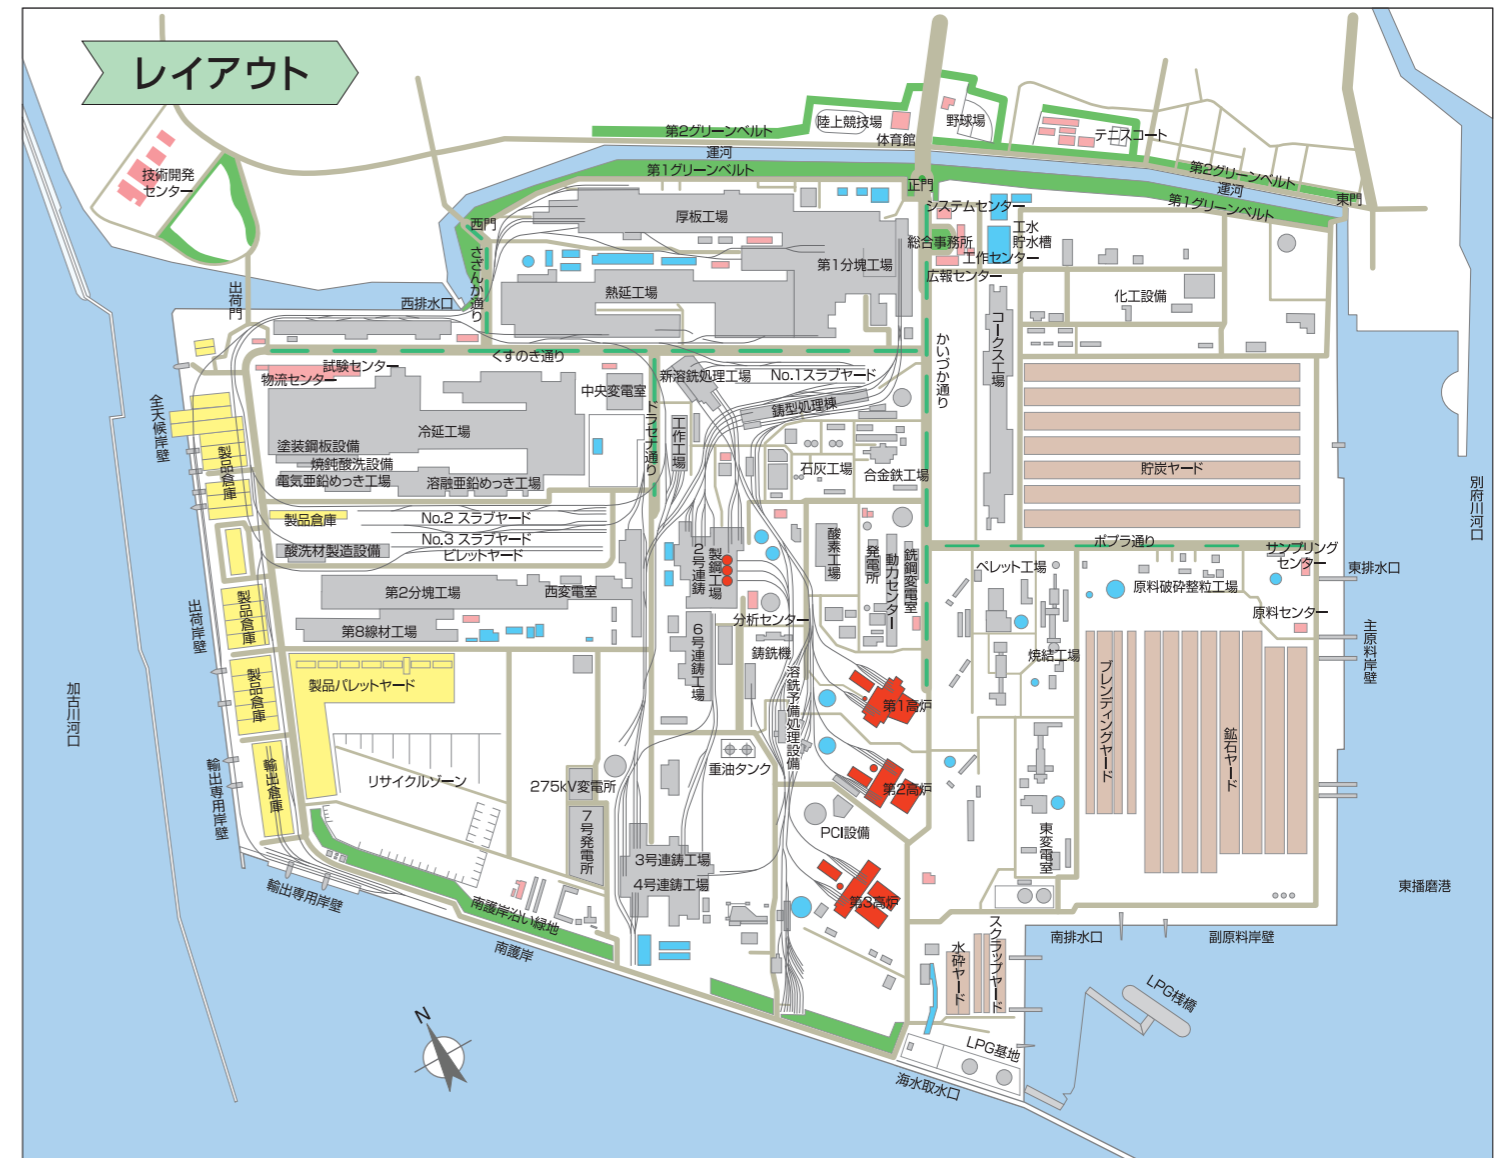 レイアウト
陸上競技場
体育館
野球場
テニスコート
第2グリーンベルト
運河
第1グリーンベルト
第2グリーンベルト
運河
第1グリーンベルト
東門
正門
西門
技術開発
センター
厚板工場
システムセンター
総合事務所
工水
貯水槽
工作センター
広報センター
第1分塊工場
熱延工場
さざんか通り
西排水口
出荷門
化工設備
コークス工場
かいづか通り
くすのき通り
試験センター
物流センター
新溶銑処理工場
No.1スラブヤード
中央変電室
鋳型処理棟
ドラセナ通り
工作工場
冷延工場
塗装鋼板設備
焼鈍酸洗設備
電気亜鉛めっき工場
溶融亜鉛めっき工場
全天候岸壁
製品倉庫
石灰工場
合金鉄工場
貯炭ヤード
別府川河口
製品倉庫
No.2 スラブヤード
No.3 スラブヤード
ビレットヤード
酸洗材製造設備
2号連鋳
製鋼工場
酸素工場
発電所
動力センター
銑鋼変電室
ポプラ通り
サンプリング
センター
ペレット工場
東排水口
原料破砕整粒工場
原料センター
主原料岸壁
第2分塊工場
西変電室
第8線材工場
製品倉庫
出荷岸壁
分析センター
6号連鋳工場
鋳銑機
溶銑予備処理設備
焼結工場
ブレンディングヤード
鉱石ヤード
製品倉庫
製品パレットヤード
加古川河口
第1高炉
第2高炉
第3高炉
重油タンク
リサイクルゾーン
275kV変電所
7号発電所
輸出倉庫
輸出専用岸壁
PCI設備
東変電室
3号連鋳工場
4号連鋳工場
輸出専用岸壁
南護岸沿い緑地
南護岸
東播磨港
南排水口
副原料岸壁
水砕ヤード
スクラップヤード
LPG桟橋
LPG基地
海水取水口
N